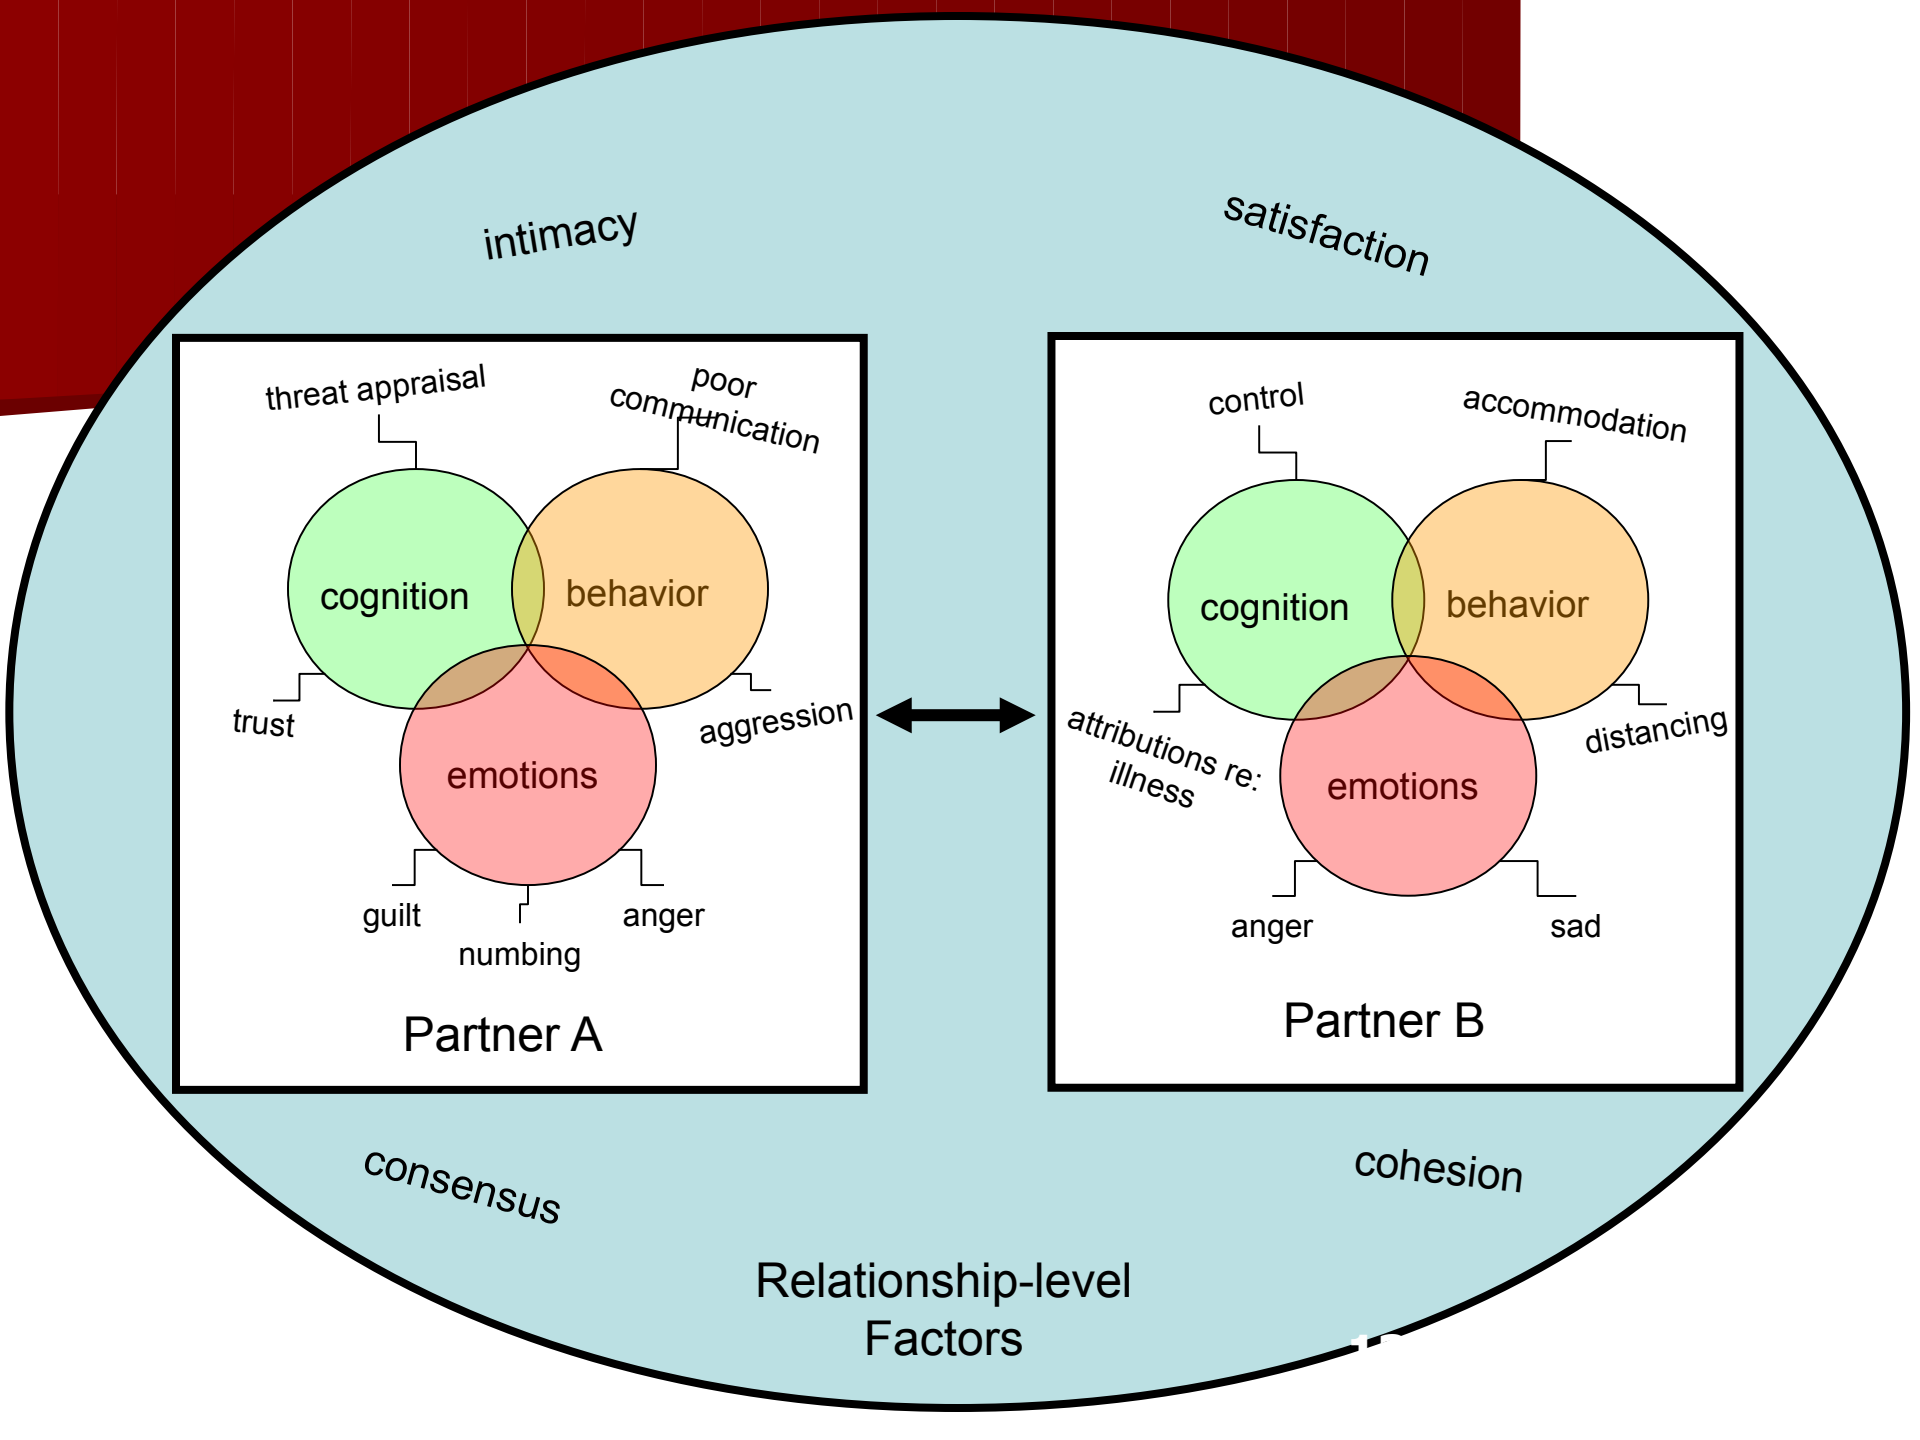 intimacy
satisfaction
threat appraisal
poor
communication
cognition
behavior
trust
aggression
emotions
guilt
numbing
anger
Partner A
control
accommodation
cognition
behavior
attributions re:
illness
distancing
emotions
anger
sad
Partner B
consensus
cohesion
Relationship-level
Factors